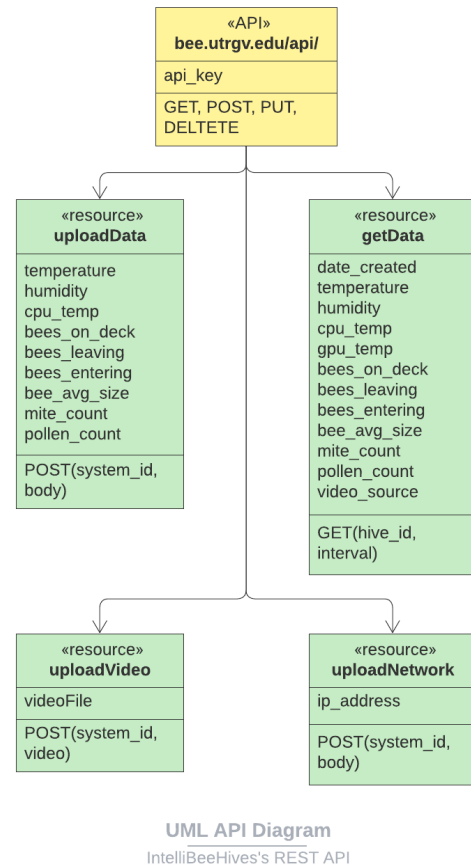 «API»
bee.utrgv.edu/api/
api_key
GET, POST, PUT,
DELTETE
«resource»
uploadData
temperature
humidity
cpu_temp
bees_on_deck
bees_leaving
bees_entering
bee_avg_size
mite_count
pollen_count
POST(system_id,
body)
«resource»
getData
date_created
temperature
humidity
cpu_temp
gpu_temp
bees_on_deck
bees_leaving
bees_entering
bee_avg_size
mite_count
pollen_count
video_source
GET(hive_id,
interval)
«resource»
uploadVideo
videoFile
POST(system_id,
video)
«resource»
uploadNetwork
ip_address
POST(system_id,
body)
UML API Diagram
IntelliBeeHives's REST API